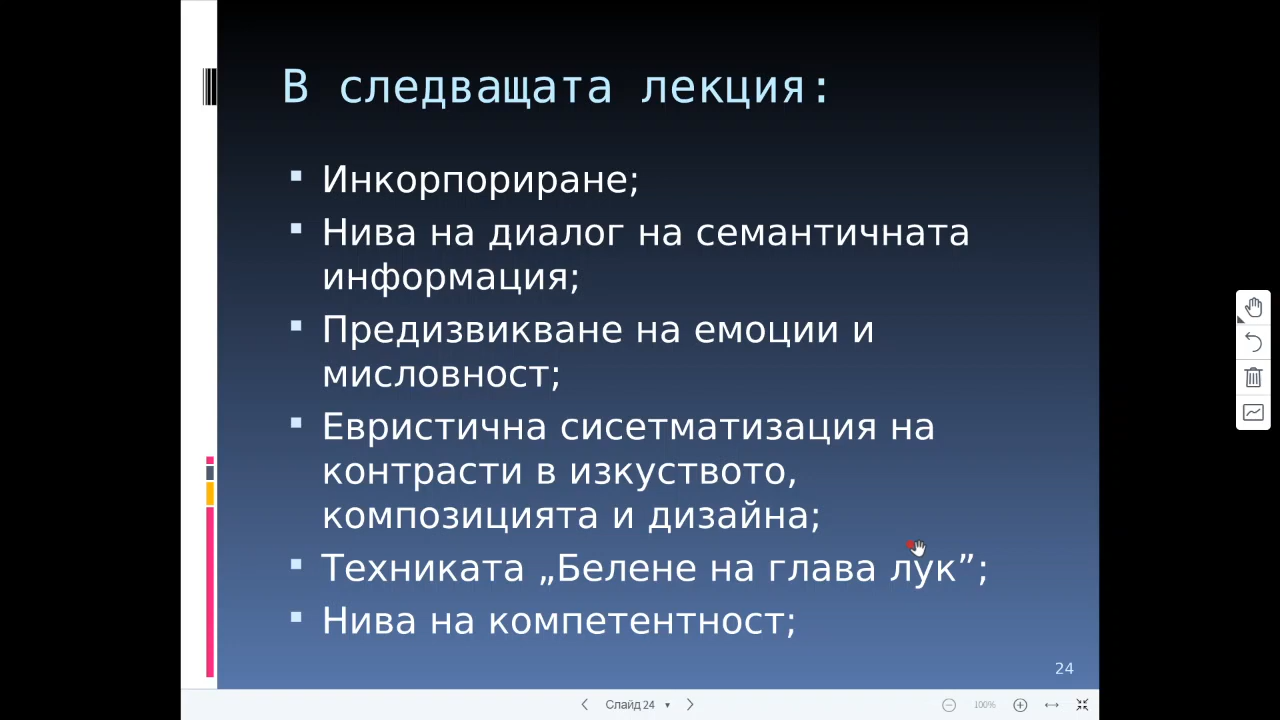 В следващата лекция:
Инкорпориране;
Нива на диалог на семантичната
информация;
Предизвикване на емоции и
мисловност;
Евристична сисетматизация на
контрасти в изкуството,
композицията и дизайна;
Техниката „Белене на глава лук”;
Нива на компетентност;
24
Слайд 24
100%